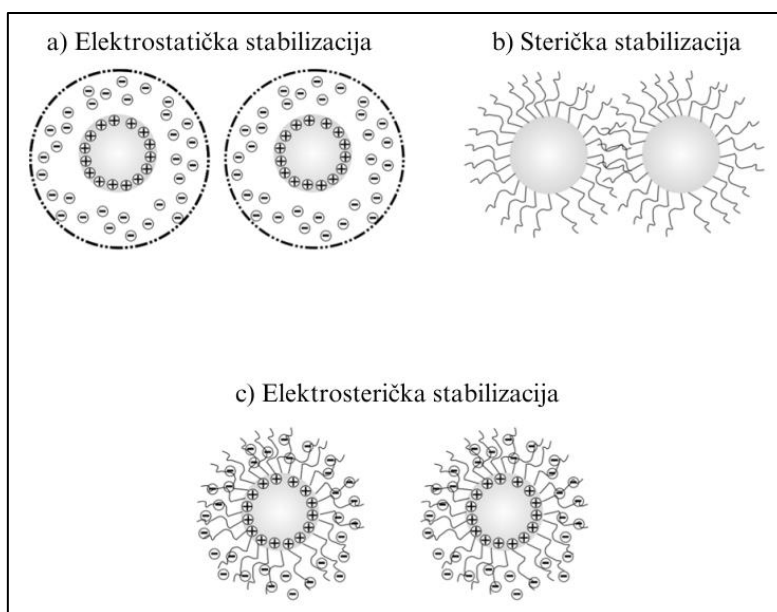 a) Elektrostatička stabilizacija
b) Sterička stabilizacija
c) Elektrosterička stabilizacija